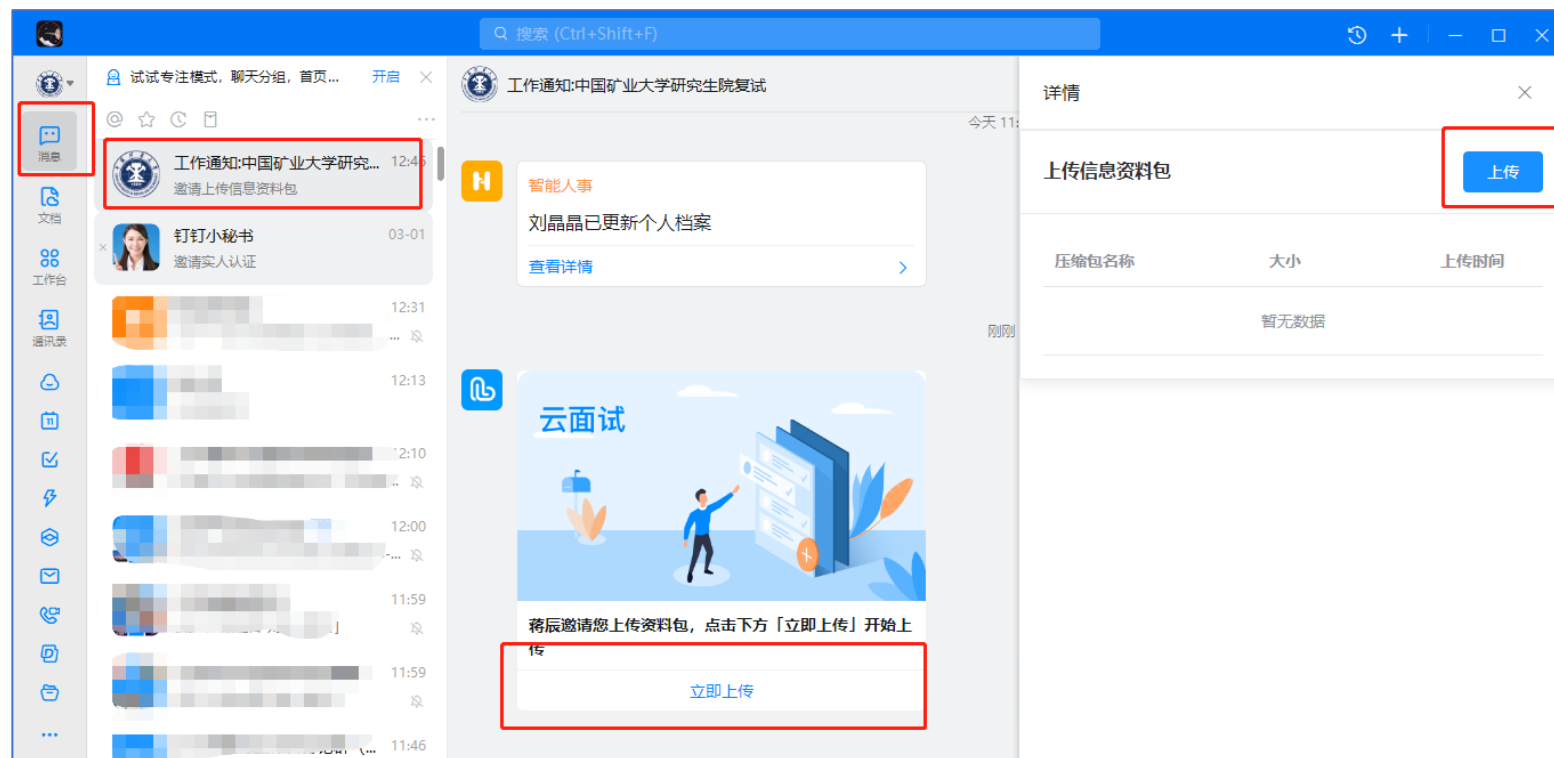 搜索 (Ctrl+Shift+F)
试试专注模式，聊天分组，首页...
开启
消息
文档
工作台
通讯录
11
工作通知:中国矿业大学研究...
12:46
邀请上传信息资料包
钉钉小秘书
03-01
邀请实人认证
12:31
...
12:13
12:10
12:00
11:59
11:59
11:46
工作通知:中国矿业大学研究生院复试
今天 11:
智能人事
刘晶晶已更新个人档案
查看详情
刚刚
云面试
蒋辰邀请您上传资料包，点击下方「立即上传」开始上
传
立即上传
详情
上传信息资料包
上传
压缩包名称
大小
上传时间
暂无数据